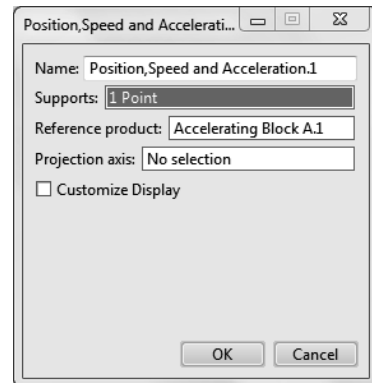 Position,Speed and Accelerati...
Name: Position,Speed and Acceleration.1
Supports: 1 Point
Reference product: Accelerating Block A.1
Projection axis: No selection
Customize Display
OK Cancel